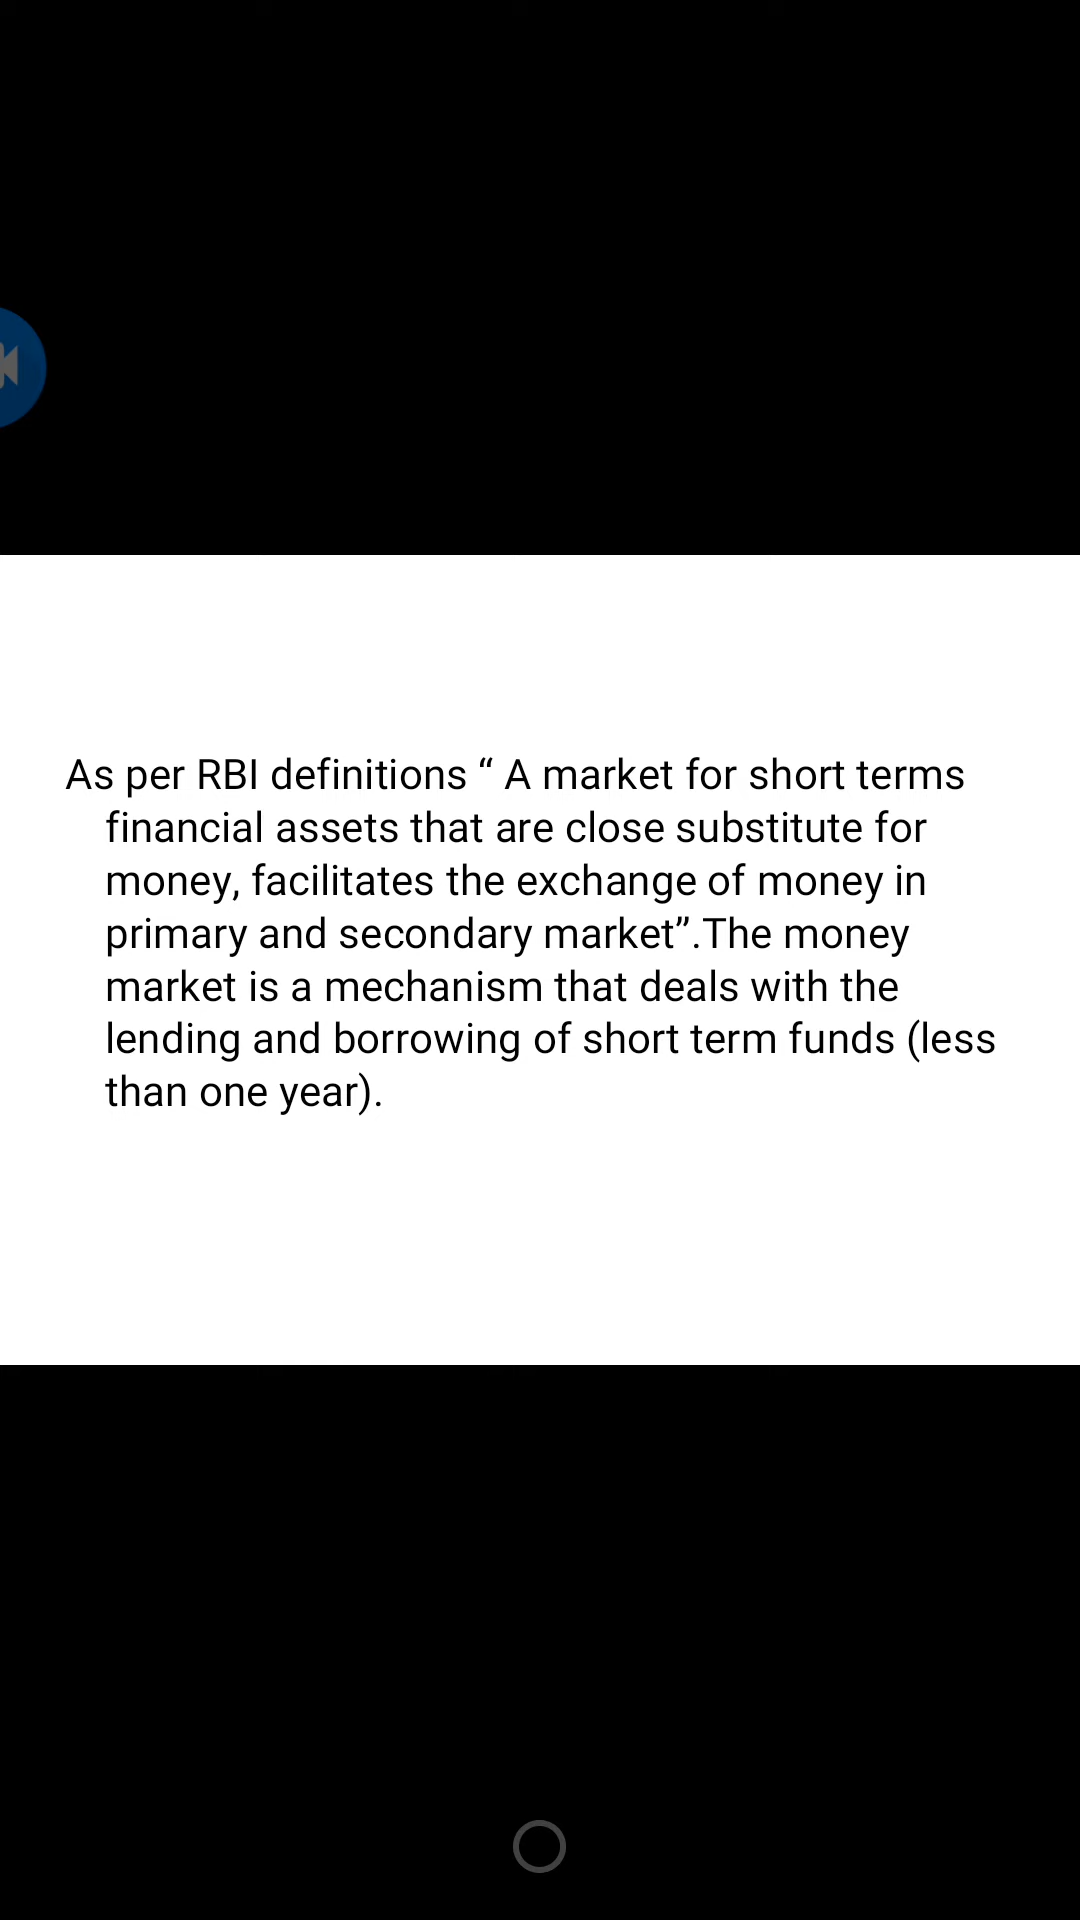 As per RBI definitions “ A market for short terms
financial assets that are close substitute for
money, facilitates the exchange of money in
primary and secondary market”.The money
market is a mechanism that deals with the
lending and borrowing of short term funds (less
than one year).